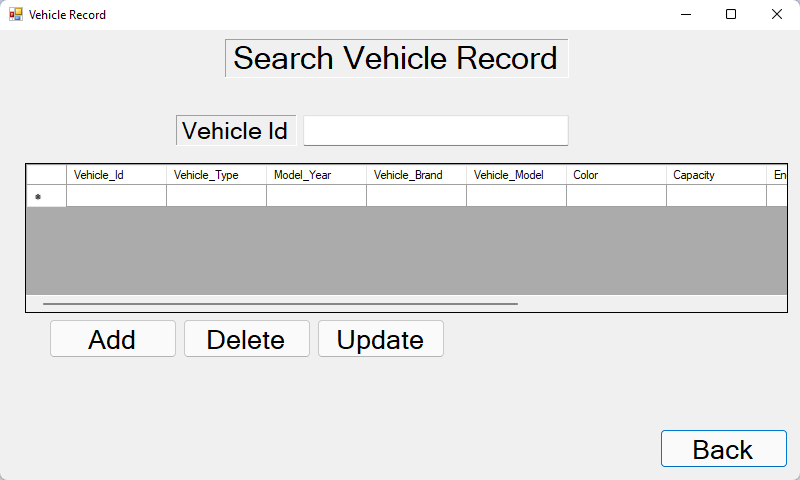 Vehicle Record
Search Vehicle Record
Vehicle Id
Vehicle_Id Vehicle_Type Model_Year Vehicle_Brand Vehicle_Model Color Capacity En
Add Delete Update
Back